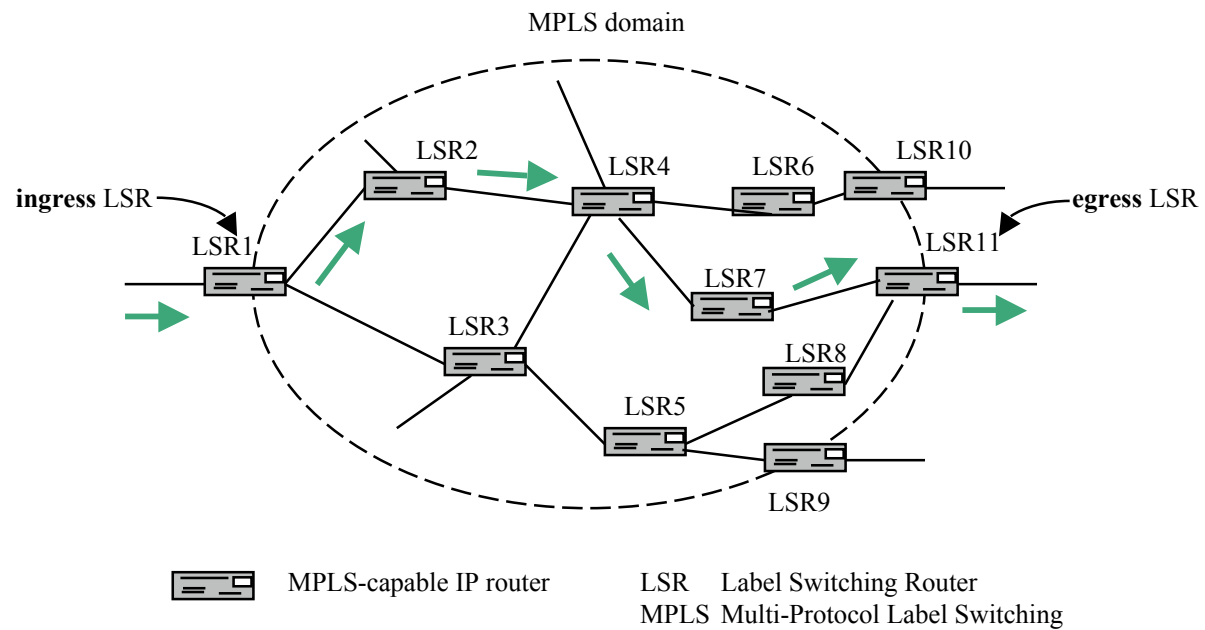 MPLS domain
LSR2
LSR4
LSR6
LSR10
ingress LSR
egress LSR
LSR1
LSR11
LSR7
LSR3
LSR8
LSR5
LSR9
MPLS-capable IP router
LSR Label Switching Router
MPLS Multi-Protocol Label Switching